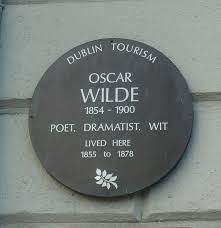 DUBLIN TOURISM
OSCAR
WILDE
1854 - 1900
POET, DRAMATIST, WIT
LIVED HERE
1855 to 1878